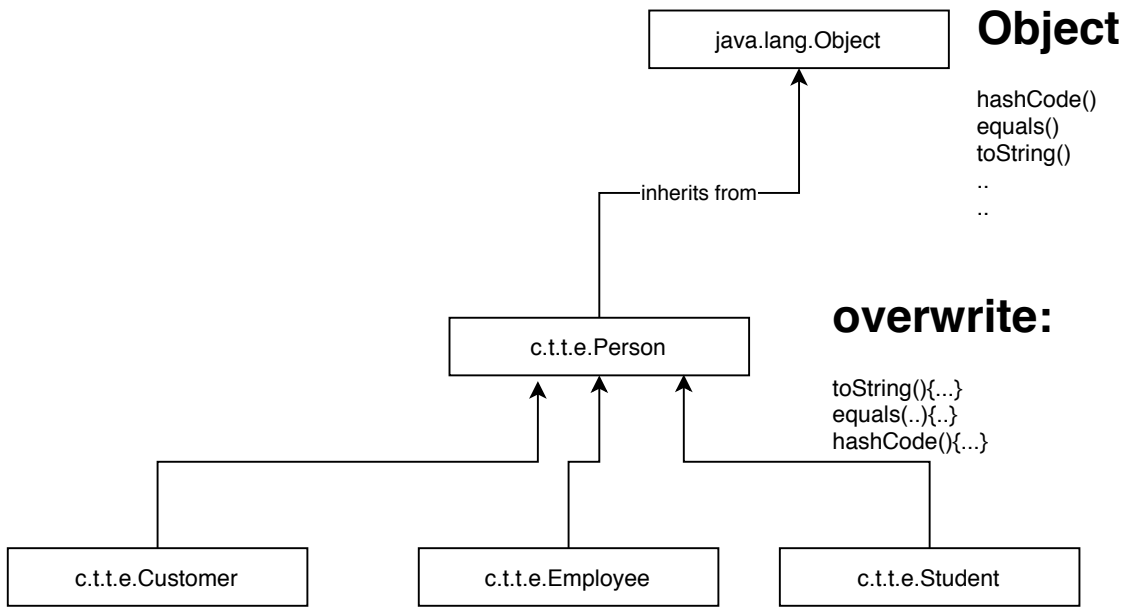 java.lang.Object
Object
hashCode()
equals()
toString()
..
..
inherits from
c.t.t.e.Person
overwrite:
toString(){...}
equals(..){..}
hashCode(){...}
c.t.t.e.Customer
c.t.t.e.Employee
c.t.t.e.Student